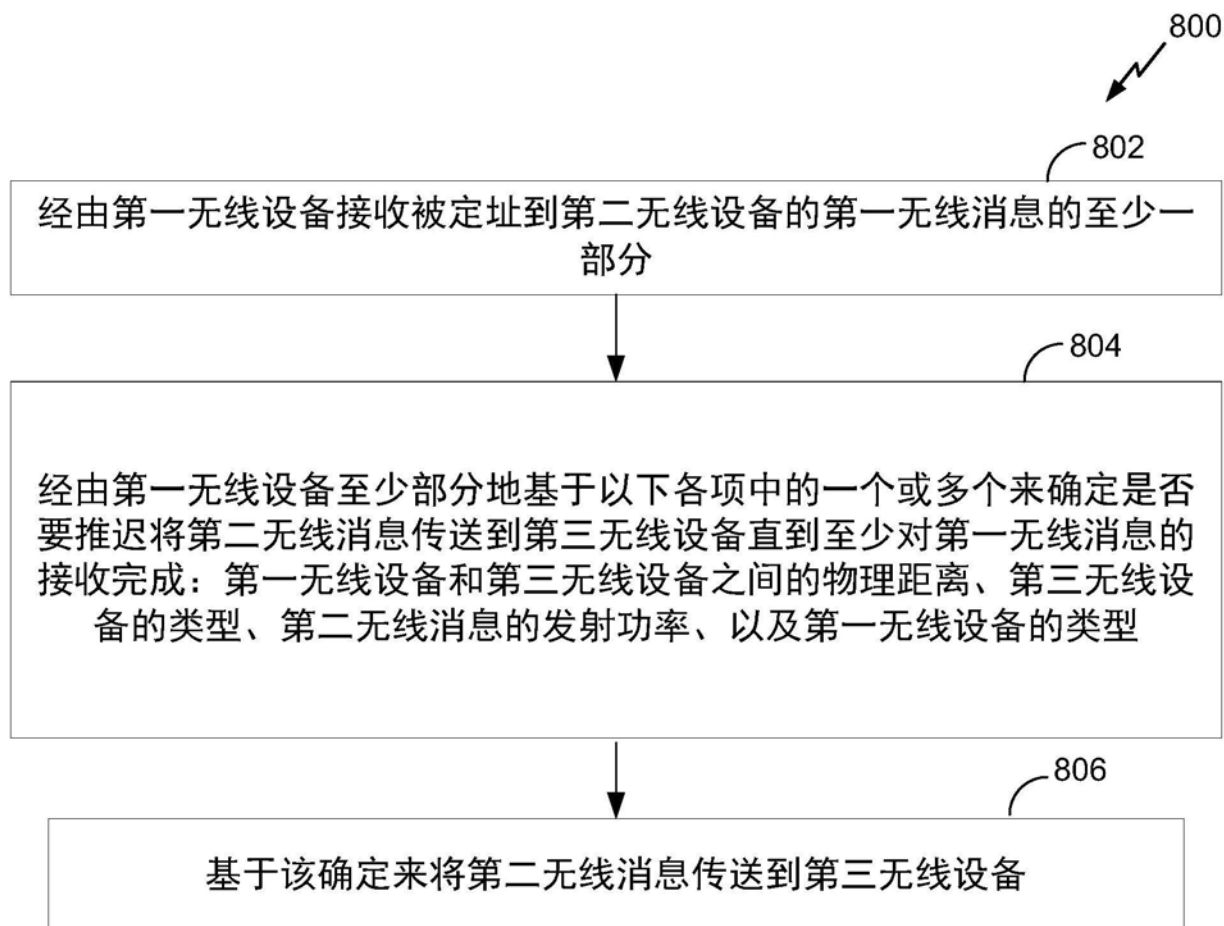 800
802
经由第一无线设备接收被定址到第二无线设备的第一无线消息的至少一
部分
804
经由第一无线设备至少部分地基于以下各项中的一个或多个来确定是否
要推迟将第二无线消息传送到第三无线设备直到至少对第一无线消息的
接收完成：第一无线设备和第三无线设备之间的物理距离、第三无线设
备的类型、第二无线消息的发射功率、以及第一无线设备的类型
806
基于该确定来将第二无线消息传送到第三无线设备